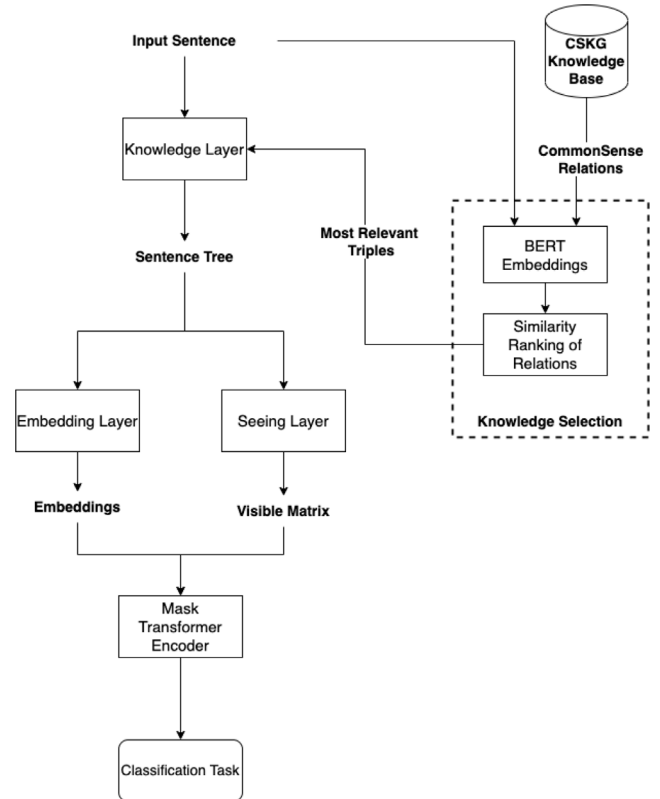 Input Sentence
CSKG
Knowledge
Base
Knowledge Layer
CommonSense
Relations
Most Relevant
Triples
BERT
Embeddings
Sentence Tree
Similarity
Ranking of
Relations
Knowledge Selection
Embedding Layer
Seeing Layer
Embeddings
Visible Matrix
Mask
Transformer
Encoder
Classification Task